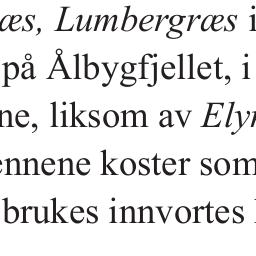 æs, Lumbergræs i
på Ålbygfjellet, i
ne, liksom av Ely
ennene koster som
brukes innvortes